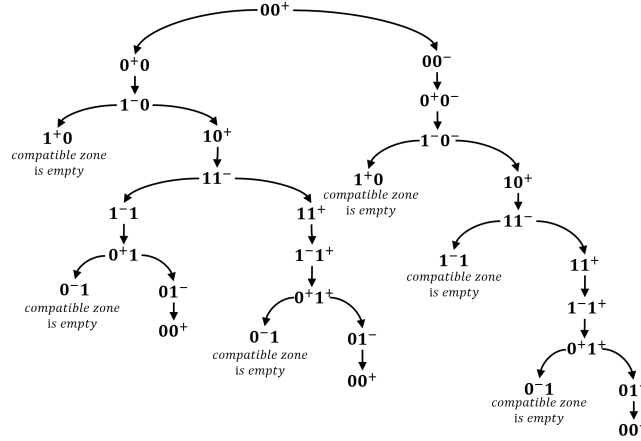 00⁺
0⁺0
00⁻
1⁻0
0⁺0⁻
1⁺0
compatible zone
is empty
10⁺
1⁻0⁻
11⁻
1⁺0
compatible zone
is empty
10⁺
1⁻1
11⁺
11⁻
0⁺1
1⁻1⁺
1⁻1
compatible zone
is empty
11⁺
0⁻1
compatible zone
is empty
01⁻
0⁺1⁺
1⁻1⁺
00⁺
0⁻1
compatible zone
is empty
01⁻
0⁺1⁺
00⁺
0⁻1
compatible zone
is empty
01
00